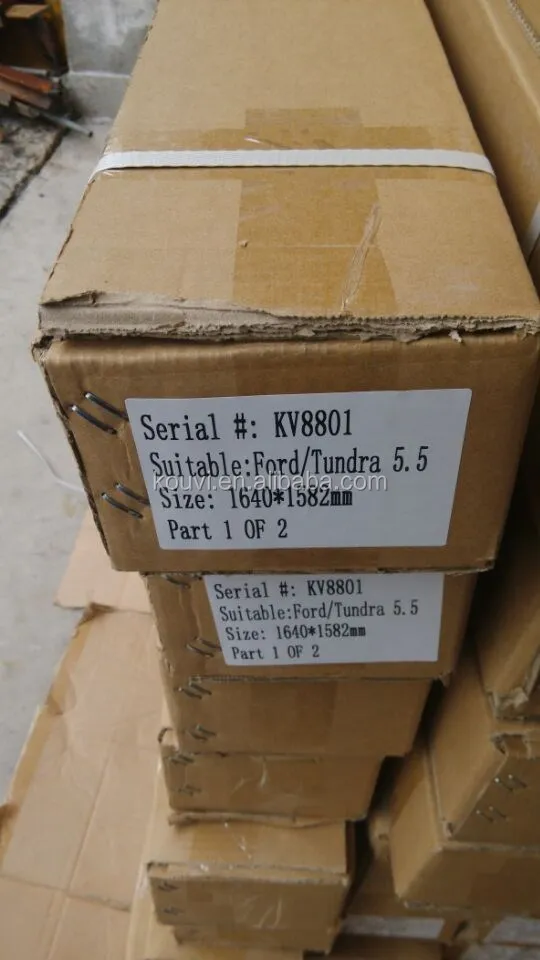 Serial #: KV8801
Suitable:Ford/Tundra 5.5
kouvi.en.alibaba.com
Size: 1640*1582mm
Part 1 OF 2
Serial #: KV8801
Suitable:Ford/Tundra 5.5
Size: 1640*1582mm
Part 1 OF 2